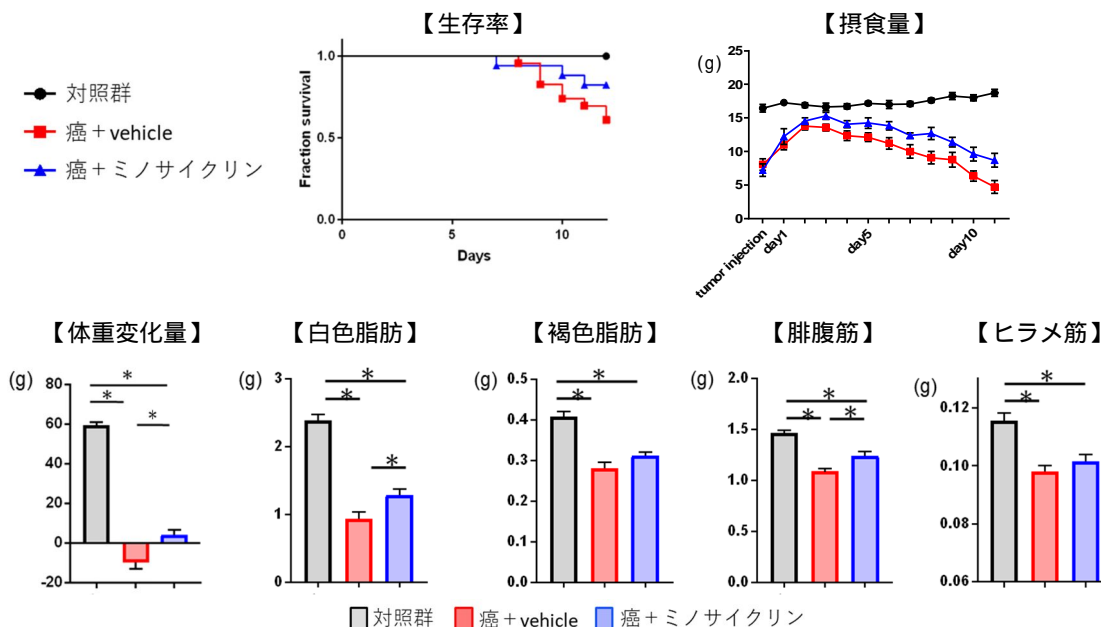 【生存率】
【摂食量】
対照群
癌＋vehicle
癌＋ミノサイクリン
Fraction survival
1.0
0.5
0.0
0
5
10
Days
(g)
25
20
15
10
5
0
tumor injection
day1
day5
day10
【体重変化量】
【白色脂肪】
【褐色脂肪】
【腓腹筋】
【ヒラメ筋】
(g)
80
60
40
20
0
-20
*
*
*
(g)
3
2
1
0
*
*
*
(g)
0.5
0.4
0.3
0.2
0.1
0.0
*
*
(g)
2.0
1.5
1.0
0.5
0.0
*
*
*
(g)
0.12
0.10
0.08
0.06
*
*
対照群 癌＋vehicle 癌＋ミノサイクリン